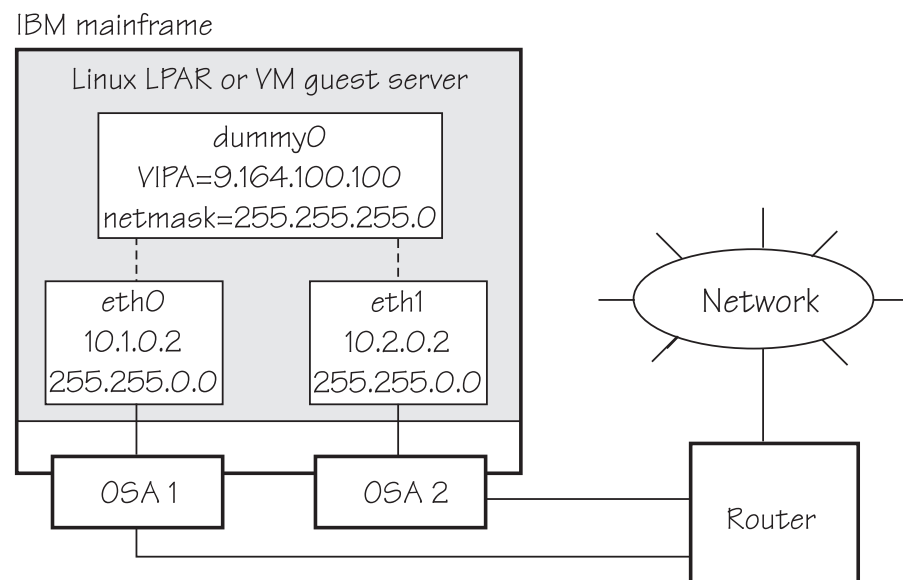 IBM mainframe
Linux LPAR or VM guest server
dummy0
VIPA=9.164.100.100
netmask=255.255.255.0
eth0
10.1.0.2
255.255.0.0
eth1
10.2.0.2
255.255.0.0
Network
OSA 1
OSA 2
Router